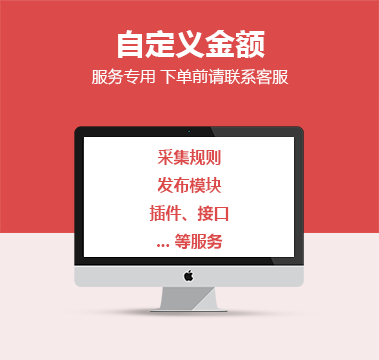 自定义金额
服务专用 下单前请联系客服
采集规则
发布模块
插件、接口
... 等服务